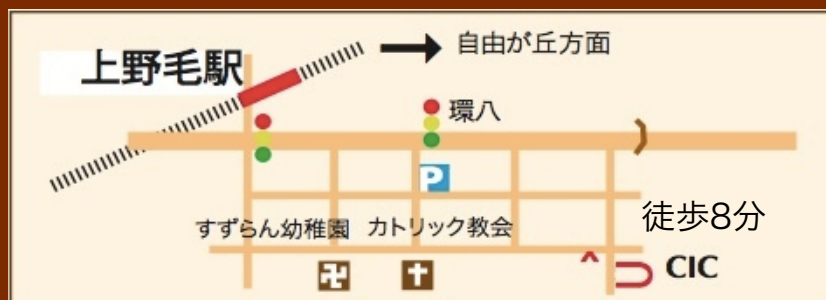 上野毛駅
自由が丘方面
環八
P
すずらん幼稚園
カトリック教会
徒歩8分
CIC